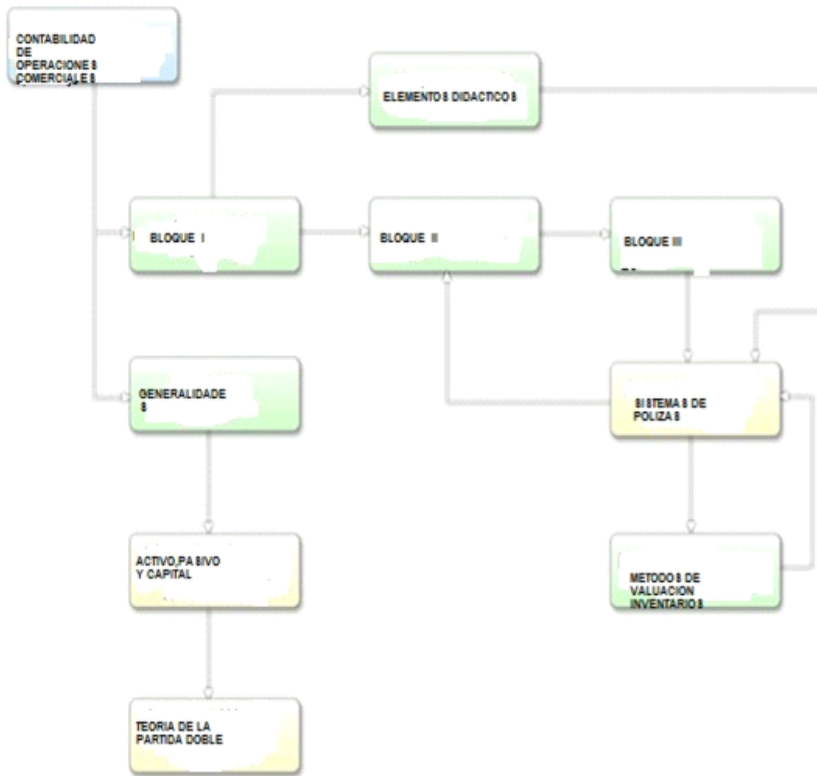 CONTABILIDAD
DE
OPERACIONES
COMERCIALES
ELEMENTOS DIDACTICOS
BLOQUE I
BLOQUE II
BLOQUE III
GENERALIDADE
S
SISTEMAS DE
POLIZAS
ACTIVO,PASIVO
Y CAPITAL
METODOS DE
VALUACION
INVENTARIOS
TEORIA DE LA
PARTIDA DOBLE